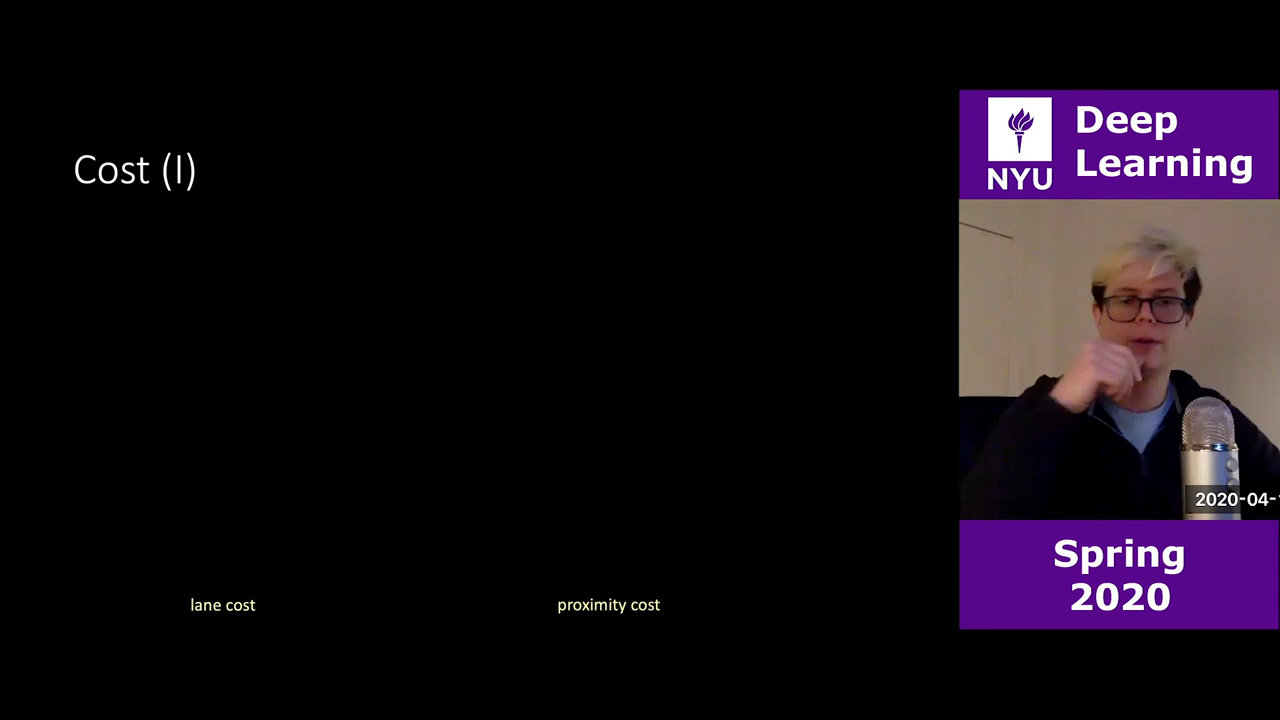 Cost (I)
lane cost
proximity cost
NYU
Deep
Learning
2020-04-
Spring
2020